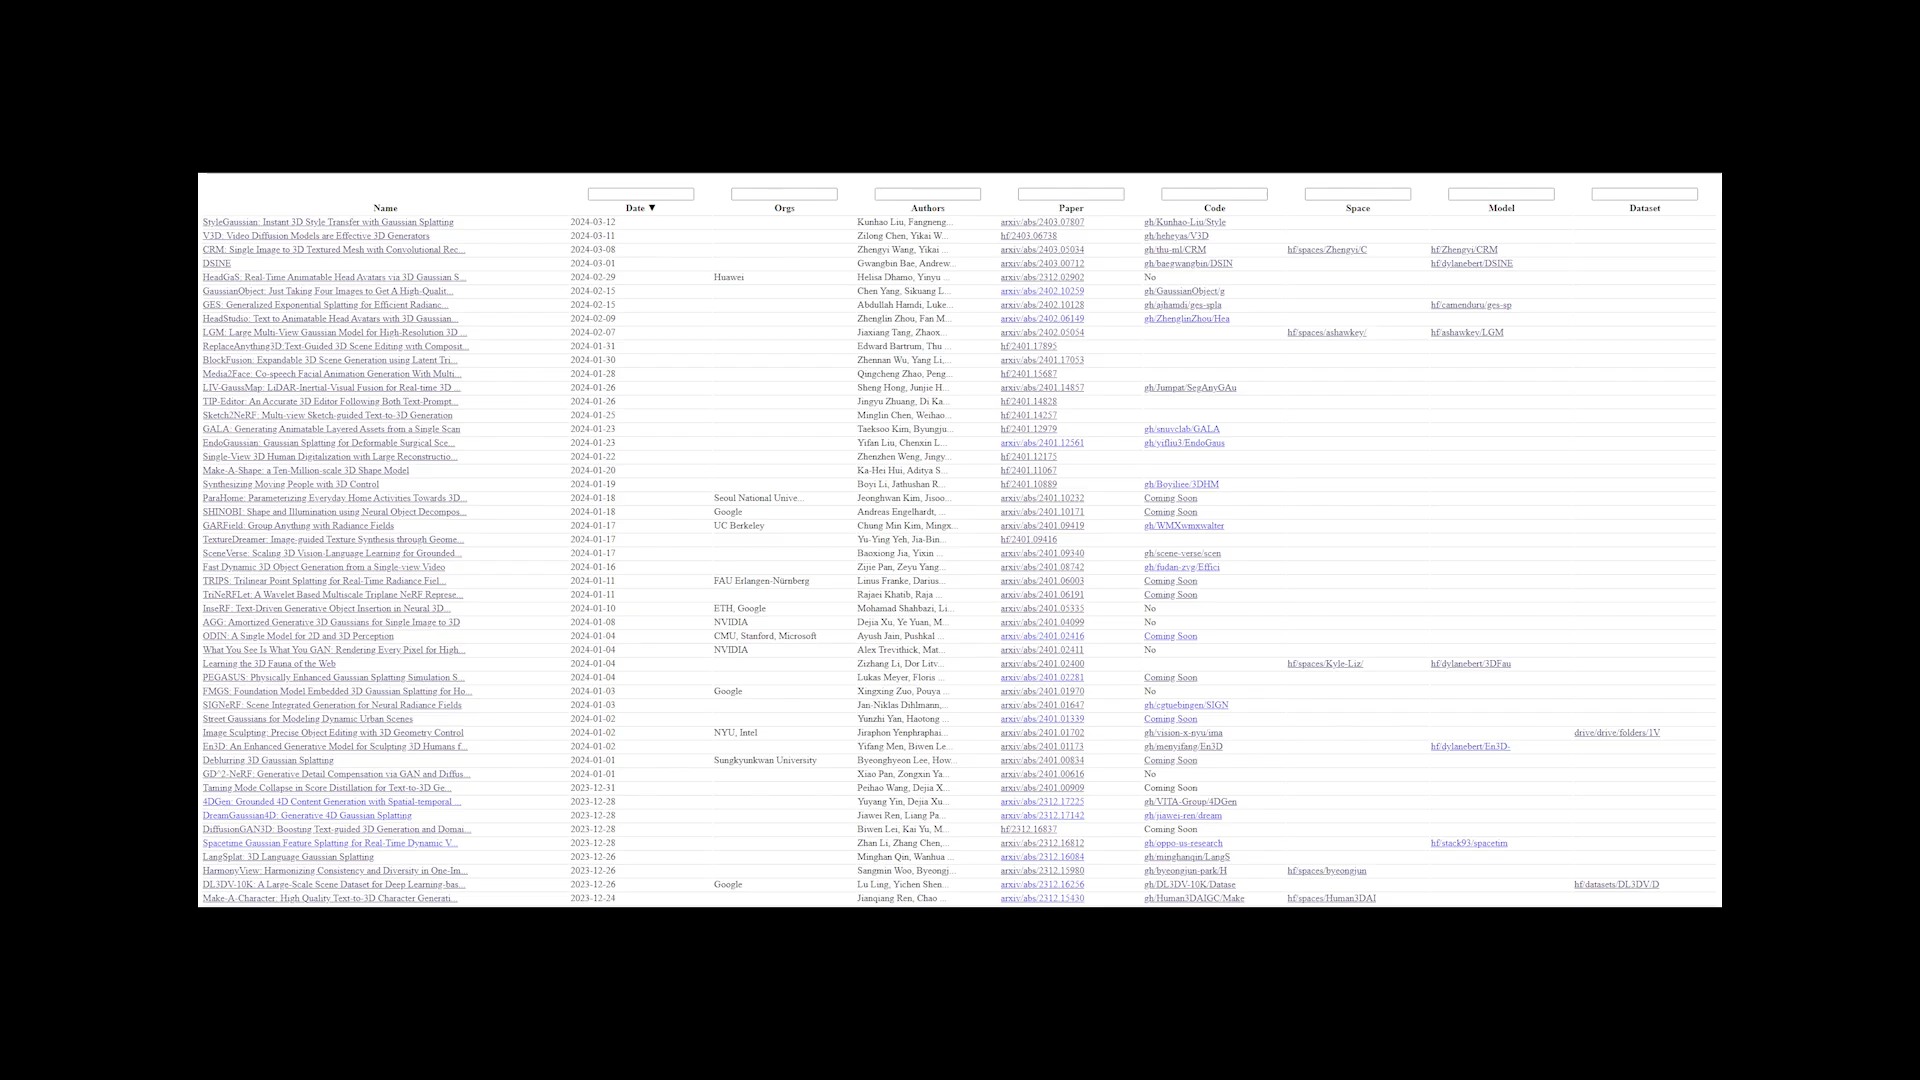 Name Date ▼ Orgs Authors Paper Code Space Model Dataset
StyleGaussian: Instant 3D Style Transfer with Gaussian Splatting 2024-03-12 Kunhao Liu, Fangneng... arxiv/abs/2403.07807 gh/Kunhao-Liu/Style
V3D: Video Diffusion Models are Effective 3D Generators 2024-03-11 Zilong Chen, Yikai W... hf/2403.06738 gh/heheyas/V3D
CRM: Single Image to 3D Textured Mesh with Convolutional Rec... 2024-03-08 Zhengyi Wang, Yikai ... arxiv/abs/2403.05034 gh/thu-ml/CRM hf/spaces/Zhengyi/C hf/Zhengyi/CRM
DSINE 2024-03-01 Gwangbin Bae, Andrew... arxiv/abs/2403.00712 gh/baegwangbin/DSIN hf/dylanebert/DSINE
HeadGaS: Real-Time Animatable Head Avatars via 3D Gaussian S... 2024-02-29 Huawei Helisa Dhamo, Yinyu ... arxiv/abs/2312.02902 No
GaussianObject: Just Taking Four Images to Get A High-Qualit... 2024-02-15 Chen Yang, Sikuang L... arxiv/abs/2402.10259 gh/GaussianObject/g
GES: Generalized Exponential Splatting for Efficient Radianc... 2024-02-15 Abdullah Hamdi, Luke... arxiv/abs/2402.10128 gh/ajhamdi/ges-spla hf/camenduru/ges-sp
HeadStudio: Text to Animatable Head Avatars with 3D Gaussian... 2024-02-09 Zhenglin Zhou, Fan M... arxiv/abs/2402.06149 gh/ZhenglinZhou/Hea
LGM: Large Multi-View Gaussian Model for High-Resolution 3D ... 2024-02-07 Jiaxiang Tang, Zhaox... arxiv/abs/2402.05054 hf/spaces/ashawkey/ hf/ashawkey/LGM
ReplaceAnything3D:Text-Guided 3D Scene Editing with Composit... 2024-01-31 Edward Bartrum, Thu ... hf/2401.17895
BlockFusion: Expandable 3D Scene Generation using Latent Tri... 2024-01-30 Zhennan Wu, Yang Li,... arxiv/abs/2401.17053
Media2Face: Co-speech Facial Animation Generation With Multi... 2024-01-28 Qingcheng Zhao, Peng... hf/2401.15687
LIV-GaussMap: LiDAR-Inertial-Visual Fusion for Real-time 3D ... 2024-01-26 Sheng Hong, Junjie H... arxiv/abs/2401.14857 gh/Jumpat/SegAnyGAu
TIP-Editor: An Accurate 3D Editor Following Both Text-Prompt... 2024-01-26 Jingyu Zhuang, Di Ka... hf/2401.14828
Sketch2NeRF: Multi-view Sketch-guided Text-to-3D Generation 2024-01-25 Minglin Chen, Weihao... hf/2401.14257
GALA: Generating Animatable Layered Assets from a Single Scan 2024-01-23 Taeksoo Kim, Byungju... hf/2401.12979 gh/snuvclab/GALA
EndoGaussian: Gaussian Splatting for Deformable Surgical Sce... 2024-01-23 Yifan Liu, Chenxin L... arxiv/abs/2401.12561 gh/yifliu3/EndoGaus
Single-View 3D Human Digitalization with Large Reconstructio... 2024-01-22 Zhenzhen Weng, Jingy... hf/2401.12175
Make-A-Shape: a Ten-Million-scale 3D Shape Model 2024-01-20 Ka-Hei Hui, Aditya S... hf/2401.11067
Synthesizing Moving People with 3D Control 2024-01-19 Boyi Li, Jathushan R... hf/2401.10889 gh/Boyiliee/3DHM
ParaHome: Parameterizing Everyday Home Activities Towards 3D... 2024-01-18 Seoul National Unive... Jeonghwan Kim, Jisoo... arxiv/abs/2401.10232 Coming Soon
SHINOBI: Shape and Illumination using Neural Object Decompos... 2024-01-18 Google Andreas Engelhardt, ... arxiv/abs/2401.10171 Coming Soon
GARField: Group Anything with Radiance Fields 2024-01-17 UC Berkeley Chung Min Kim, Mingx... arxiv/abs/2401.09419 gh/WMXwmxwalter
TextureDreamer: Image-guided Texture Synthesis through Geome... 2024-01-17 Yu-Ying Yeh, Jia-Bin... hf/2401.09416
SceneVerse: Scaling 3D Vision-Language Learning for Grounded... 2024-01-17 Baoxiong Jia, Yixin ... arxiv/abs/2401.09340 gh/scene-verse/scen
Fast Dynamic 3D Object Generation from a Single-view Video 2024-01-16 Zijie Pan, Zeyu Yang... arxiv/abs/2401.08742 gh/fudan-zvg/Effici
TRIPS: Trilinear Point Splatting for Real-Time Radiance Fiel... 2024-01-11 FAU Erlangen-Nürnberg Linus Franke, Darius... arxiv/abs/2401.06003 Coming Soon
TriNeRFLet: A Wavelet Based Multiscale Triplane NeRF Represe... 2024-01-11 Rajaei Khatib, Raja ... arxiv/abs/2401.06191 Coming Soon
InseRF: Text-Driven Generative Object Insertion in Neural 3D... 2024-01-10 ETH, Google Mohamad Shahbazi, Li... arxiv/abs/2401.05335 No
AGG: Amortized Generative 3D Gaussians for Single Image to 3D 2024-01-08 NVIDIA Dejia Xu, Ye Yuan, M... arxiv/abs/2401.04099 No
ODIN: A Single Model for 2D and 3D Perception 2024-01-04 CMU, Stanford, Microsoft Ayush Jain, Pushkal ... arxiv/abs/2401.02416 Coming Soon
What You See Is What You GAN: Rendering Every Pixel for High... 2024-01-04 NVIDIA Alex Trevithick, Mat... arxiv/abs/2401.02411 No
Learning the 3D Fauna of the Web 2024-01-04 Zizhang Li, Dor Litv... arxiv/abs/2401.02400 hf/spaces/Kyle-Liz/ hf/dylanebert/3DFau
PEGASUS: Physically Enhanced Gaussian Splatting Simulation S... 2024-01-04 Lukas Meyer, Floris ... arxiv/abs/2401.02281 Coming Soon
FMGS: Foundation Model Embedded 3D Gaussian Splatting for Ho... 2024-01-03 Google Xingxing Zuo, Pouya ... arxiv/abs/2401.01970 No
SIGNeRF: Scene Integrated Generation for Neural Radiance Fields 2024-01-03 Jan-Niklas Dihlmann,... arxiv/abs/2401.01647 gh/cgtuebingen/SIGN
Street Gaussians for Modeling Dynamic Urban Scenes 2024-01-02 Yunzhi Yan, Haotong ... arxiv/abs/2401.01339 Coming Soon
Image Sculpting: Precise Object Editing with 3D Geometry Control 2024-01-02 NYU, Intel Jiraphon Yenphraphai... arxiv/abs/2401.01702 gh/vision-x-nyu/ima drive/drive/folders/1V
En3D: An Enhanced Generative Model for Sculpting 3D Humans f... 2024-01-02 Yifang Men, Biwen Le... arxiv/abs/2401.01173 gh/menyifang/En3D hf/dylanebert/En3D-
Deblurring 3D Gaussian Splatting 2024-01-01 Sungkyunkwan University Byeonghyeon Lee, How... arxiv/abs/2401.00834 Coming Soon
GD^2-NeRF: Generative Detail Compensation via GAN and Diffus... 2024-01-01 Xiao Pan, Zongxin Ya... arxiv/abs/2401.00616 No
Taming Mode Collapse in Score Distillation for Text-to-3D Ge... 2023-12-31 Peihao Wang, Dejia X... arxiv/abs/2401.00909 Coming Soon
4DGen: Grounded 4D Content Generation with Spatial-temporal ... 2023-12-28 Yuyang Yin, Dejia Xu... arxiv/abs/2312.17225 gh/VITA-Group/4DGen
DreamGaussian4D: Generative 4D Gaussian Splatting 2023-12-28 Jiawei Ren, Liang Pa... arxiv/abs/2312.17142 gh/jiawei-ren/dream
DiffusionGAN3D: Boosting Text-guided 3D Generation and Domai... 2023-12-28 Biwen Lei, Kai Yu, M... hf/2312.16837 Coming Soon
Spacetime Gaussian Feature Splatting for Real-Time Dynamic V... 2023-12-28 Zhan Li, Zhang Chen,... arxiv/abs/2312.16812 gh/oppo-us-research hf/stack93/spacetim
LangSplat: 3D Language Gaussian Splatting 2023-12-26 Minghan Qin, Wanhua ... arxiv/abs/2312.16084 gh/minghanqin/LangS
HarmonyView: Harmonizing Consistency and Diversity in One-Im... 2023-12-26 Sangmin Woo, Byeongj... arxiv/abs/2312.15980 gh/byeongjun-park/H hf/spaces/byeongjun
DL3DV-10K: A Large-Scale Scene Dataset for Deep Learning-bas... 2023-12-26 Google Lu Ling, Yichen Shen... arxiv/abs/2312.16256 gh/DL3DV-10K/Datase hf/datasets/DL3DV/D
Make-A-Character: High Quality Text-to-3D Character Generati... 2023-12-24 Jianqiang Ren, Chao ... arxiv/abs/2312.15430 gh/Human3DAIGC/Make hf/spaces/Human3DAI